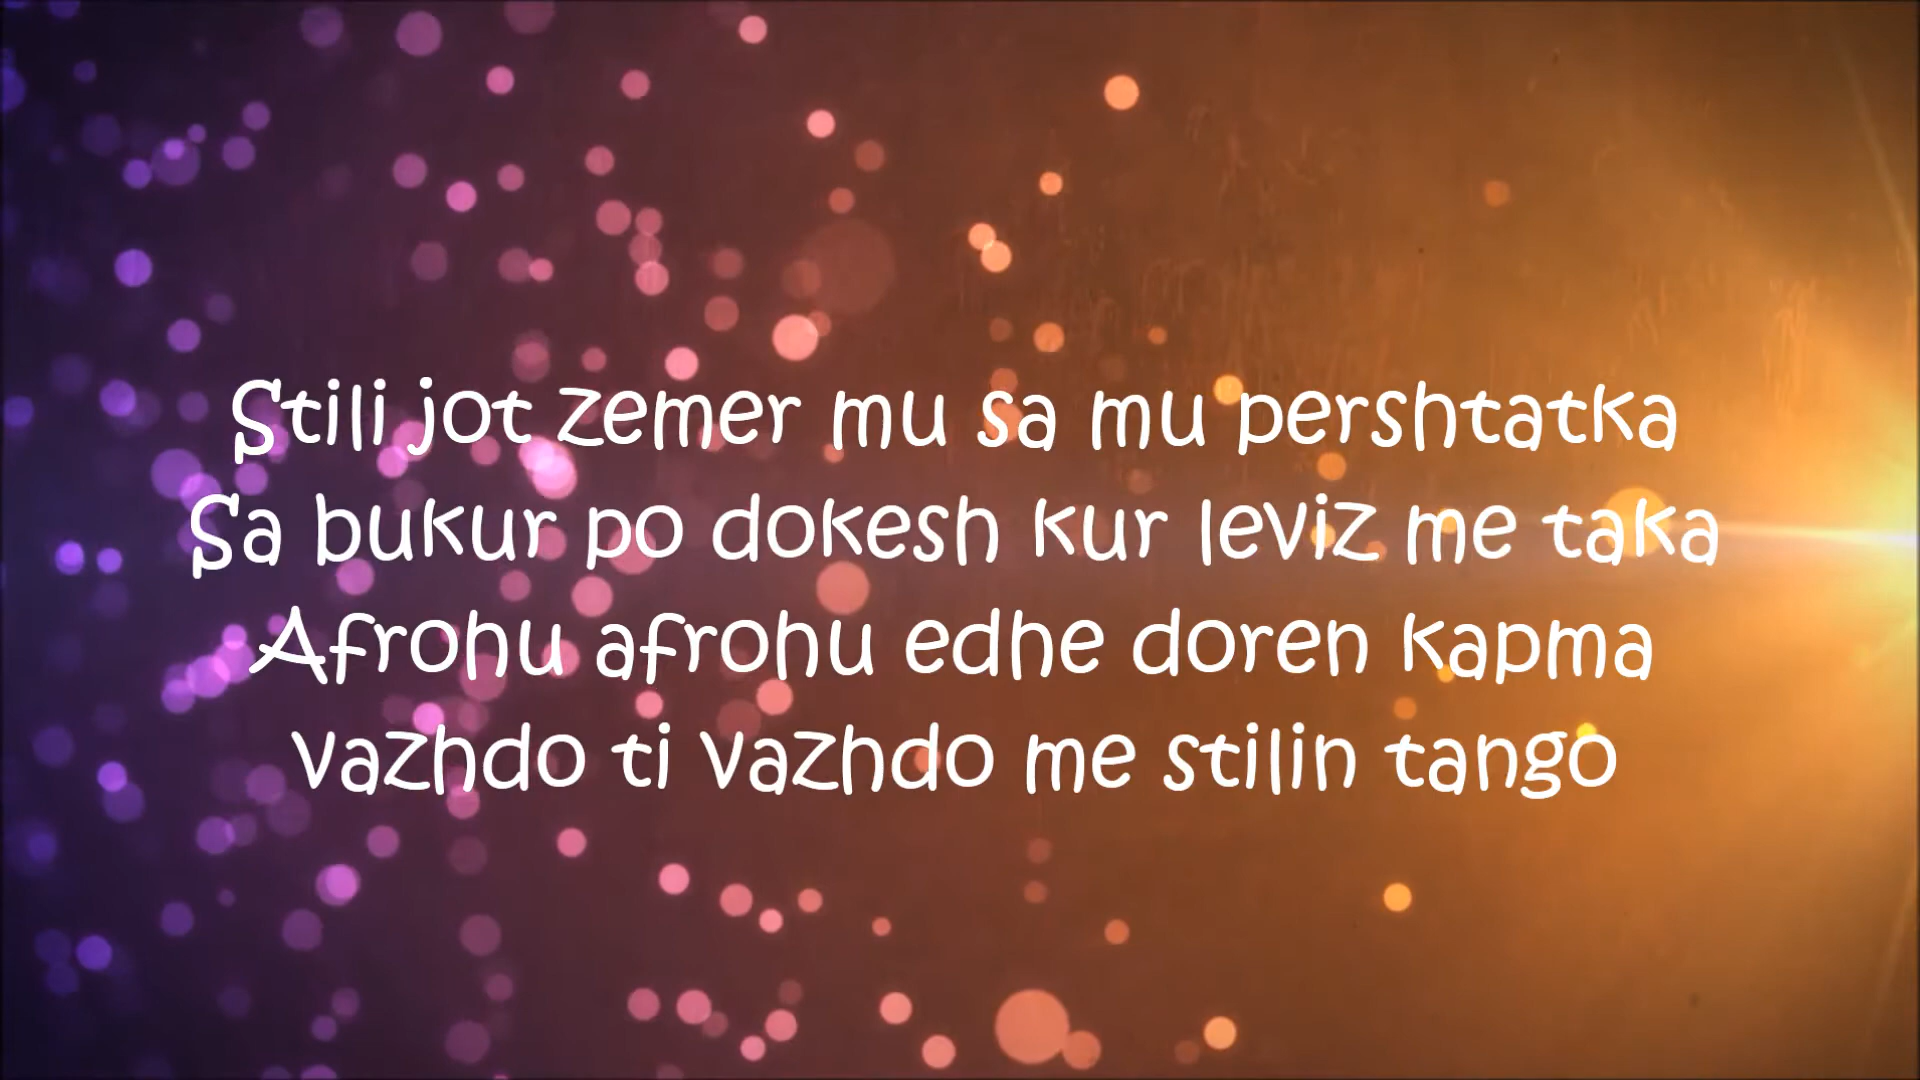 Stili jot zemer mu sa mu pershtatka
Sa bukur po dokesh kur leviz me taka
Afrohu afrohu edhe doren kapma
vazhdo ti vazhdo me stilin tango